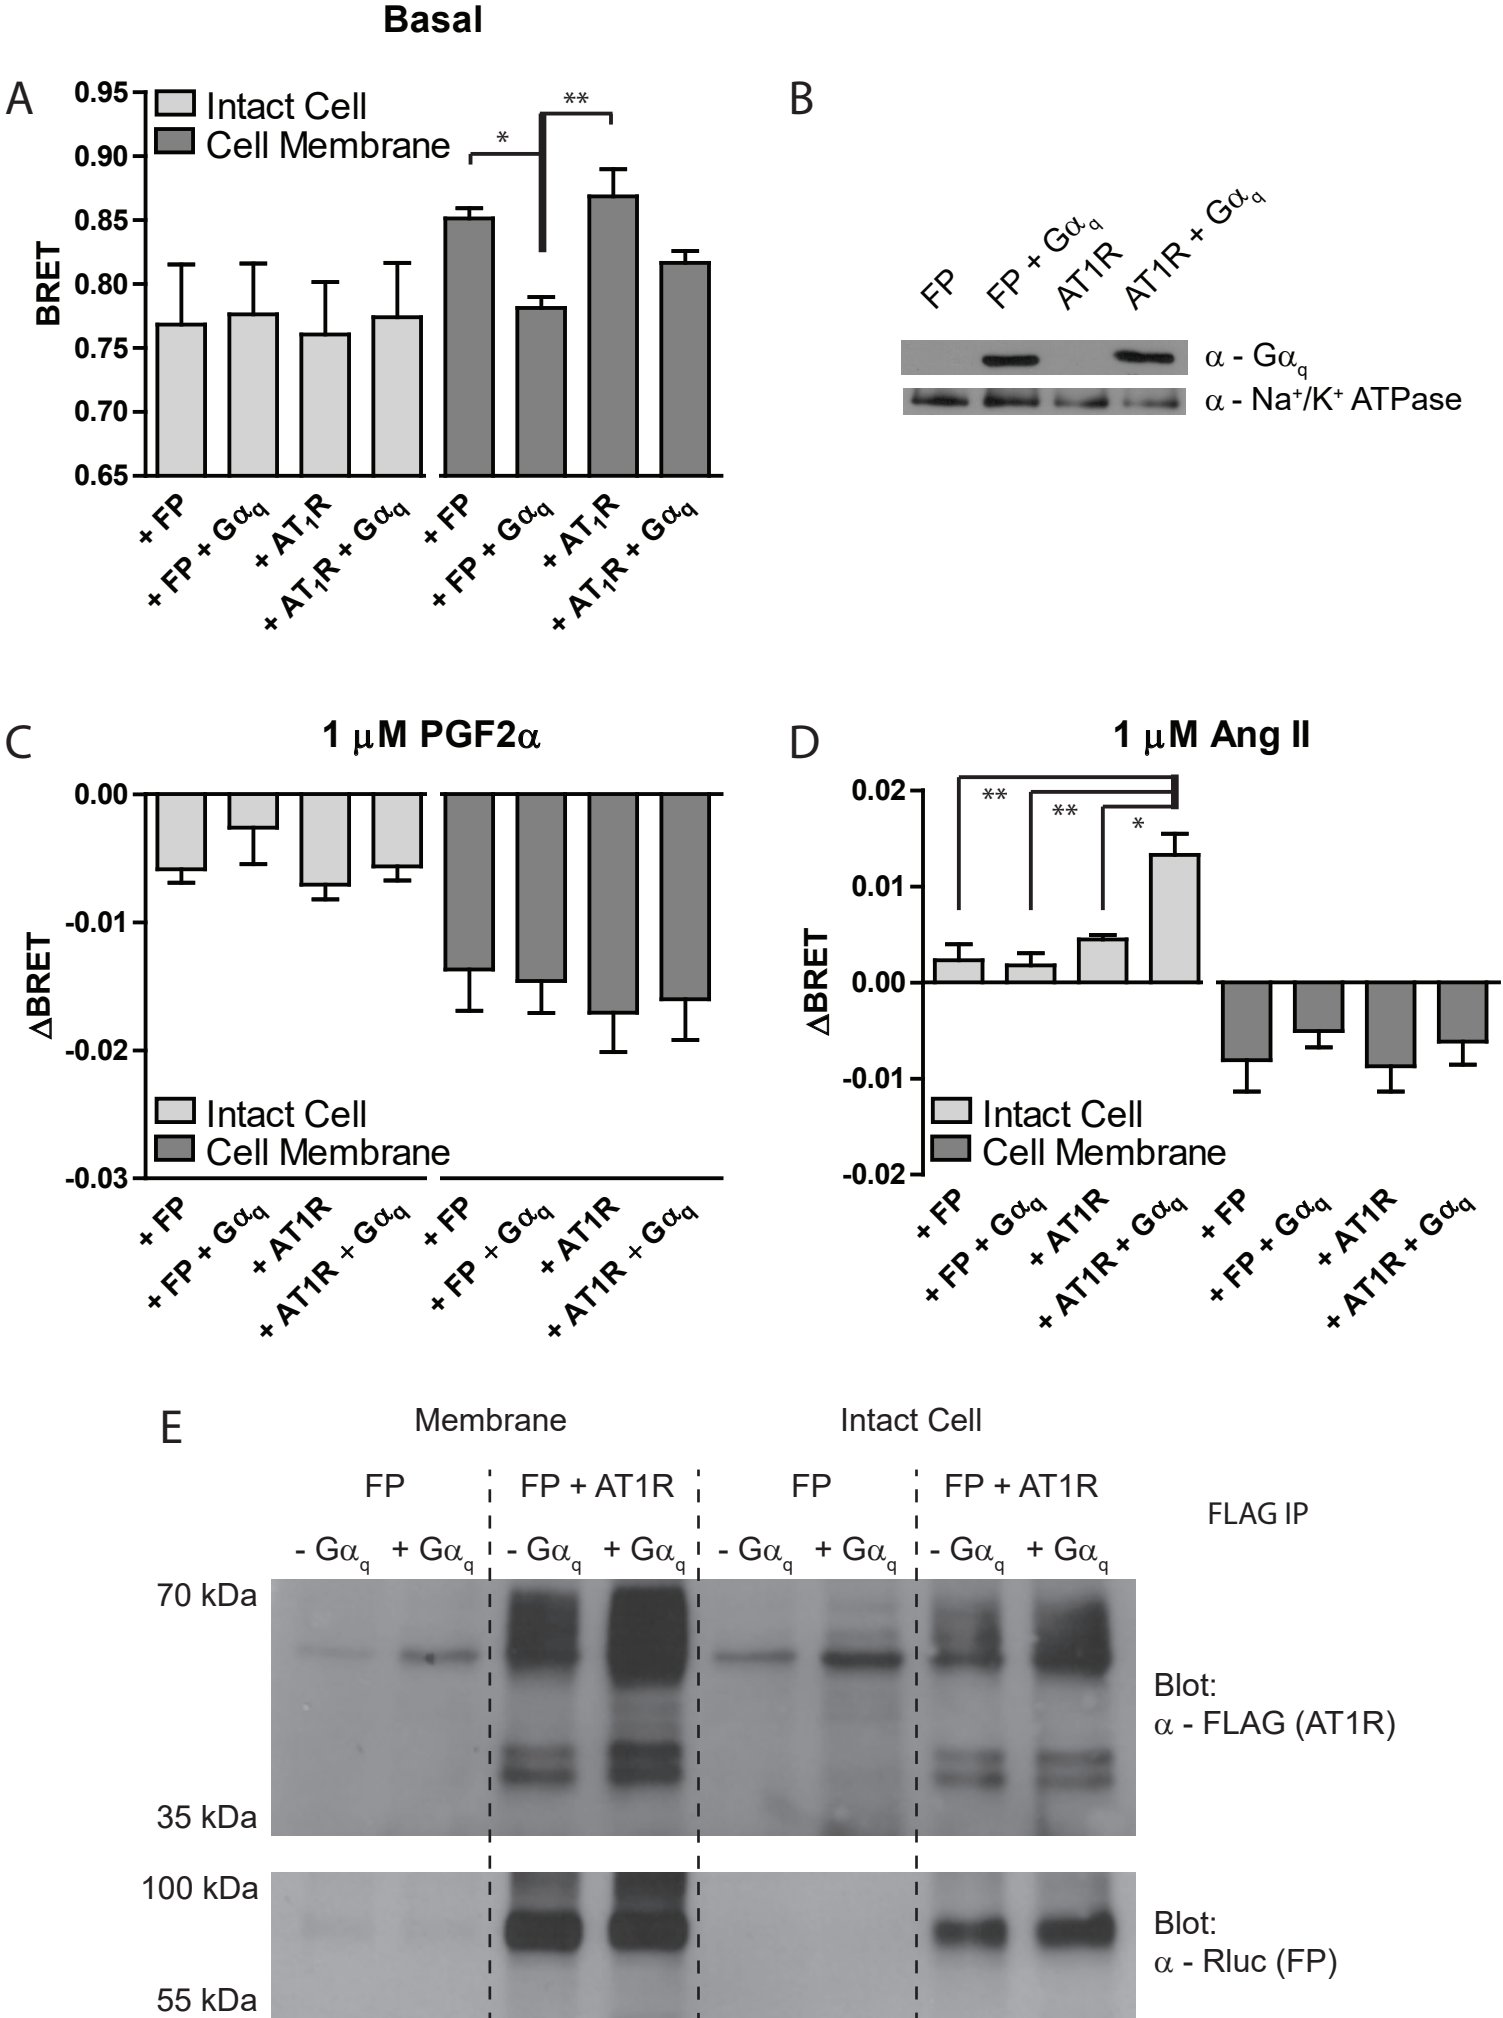 Basal
A
0.95
0.90
0.85
0.80
0.75
0.70
0.65
BRET
Intact Cell
Cell Membrane
*
**
+ FP
+ FP + Gαq
+ AT1R
+ AT1R + Gαq
+ FP
+ FP + Gαq
+ AT1R
+ AT1R + Gαq
B
FP
FP + Gαq
AT1R
AT1R + Gαq
α - Gαq
α - Na+/K+ ATPase
C
1 μM PGF2α
0.00
-0.01
-0.02
-0.03
ΔBRET
Intact Cell
Cell Membrane
+ FP
+ FP + Gαq
+ AT1R
+ AT1R + Gαq
+ FP
+ FP + Gαq
+ AT1R
+ AT1R + Gαq
D
1 μM Ang II
0.02
0.01
0.00
-0.01
-0.02
ΔBRET
**
**
*
Intact Cell
Cell Membrane
+ FP
+ FP + Gαq
+ AT1R
+ AT1R + Gαq
+ FP
+ FP + Gαq
+ AT1R
+ AT1R + Gαq
E
Membrane
Intact Cell
FP
FP + AT1R
FP
FP + AT1R
FLAG IP
- Gαq + Gαq - Gαq + Gαq - Gαq + Gαq - Gαq + Gαq
70 kDa
35 kDa
Blot:
α - FLAG (AT1R)
100 kDa
55 kDa
Blot:
α - Rluc (FP)